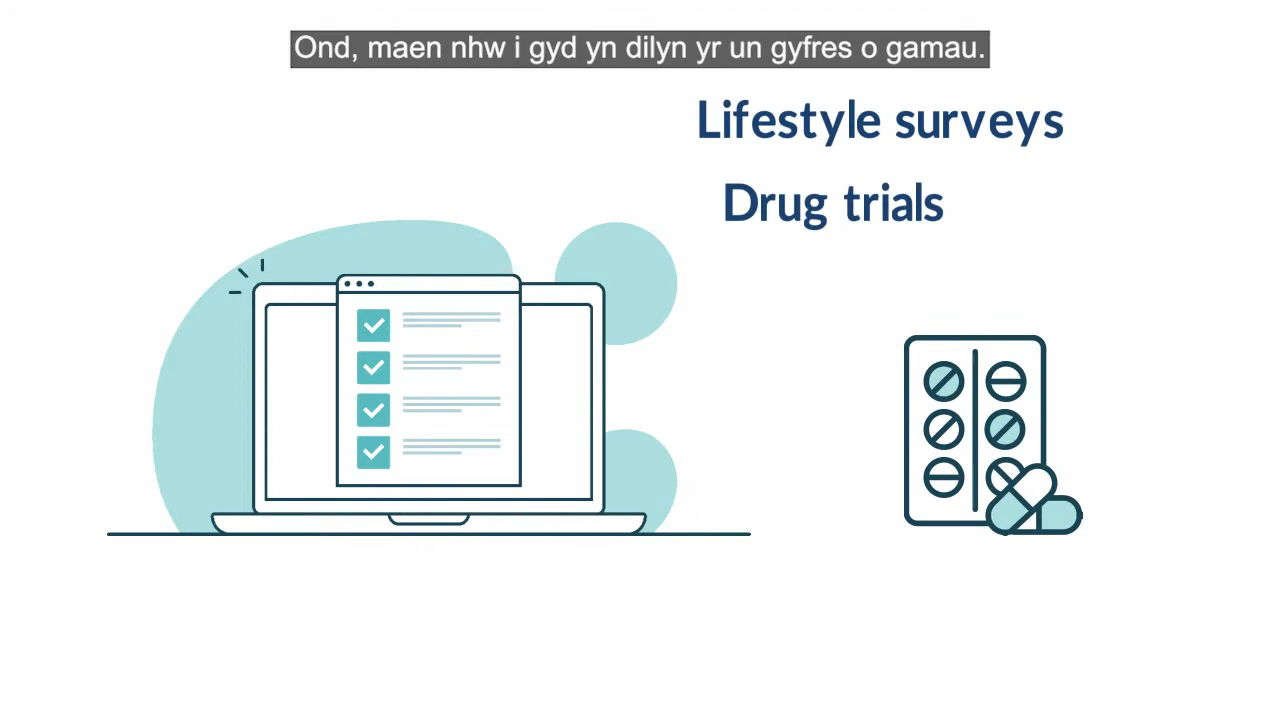 Ond, maen nhw i gyd yn dilyn yr un gyfres o gamau.
Lifestyle surveys
Drug trials